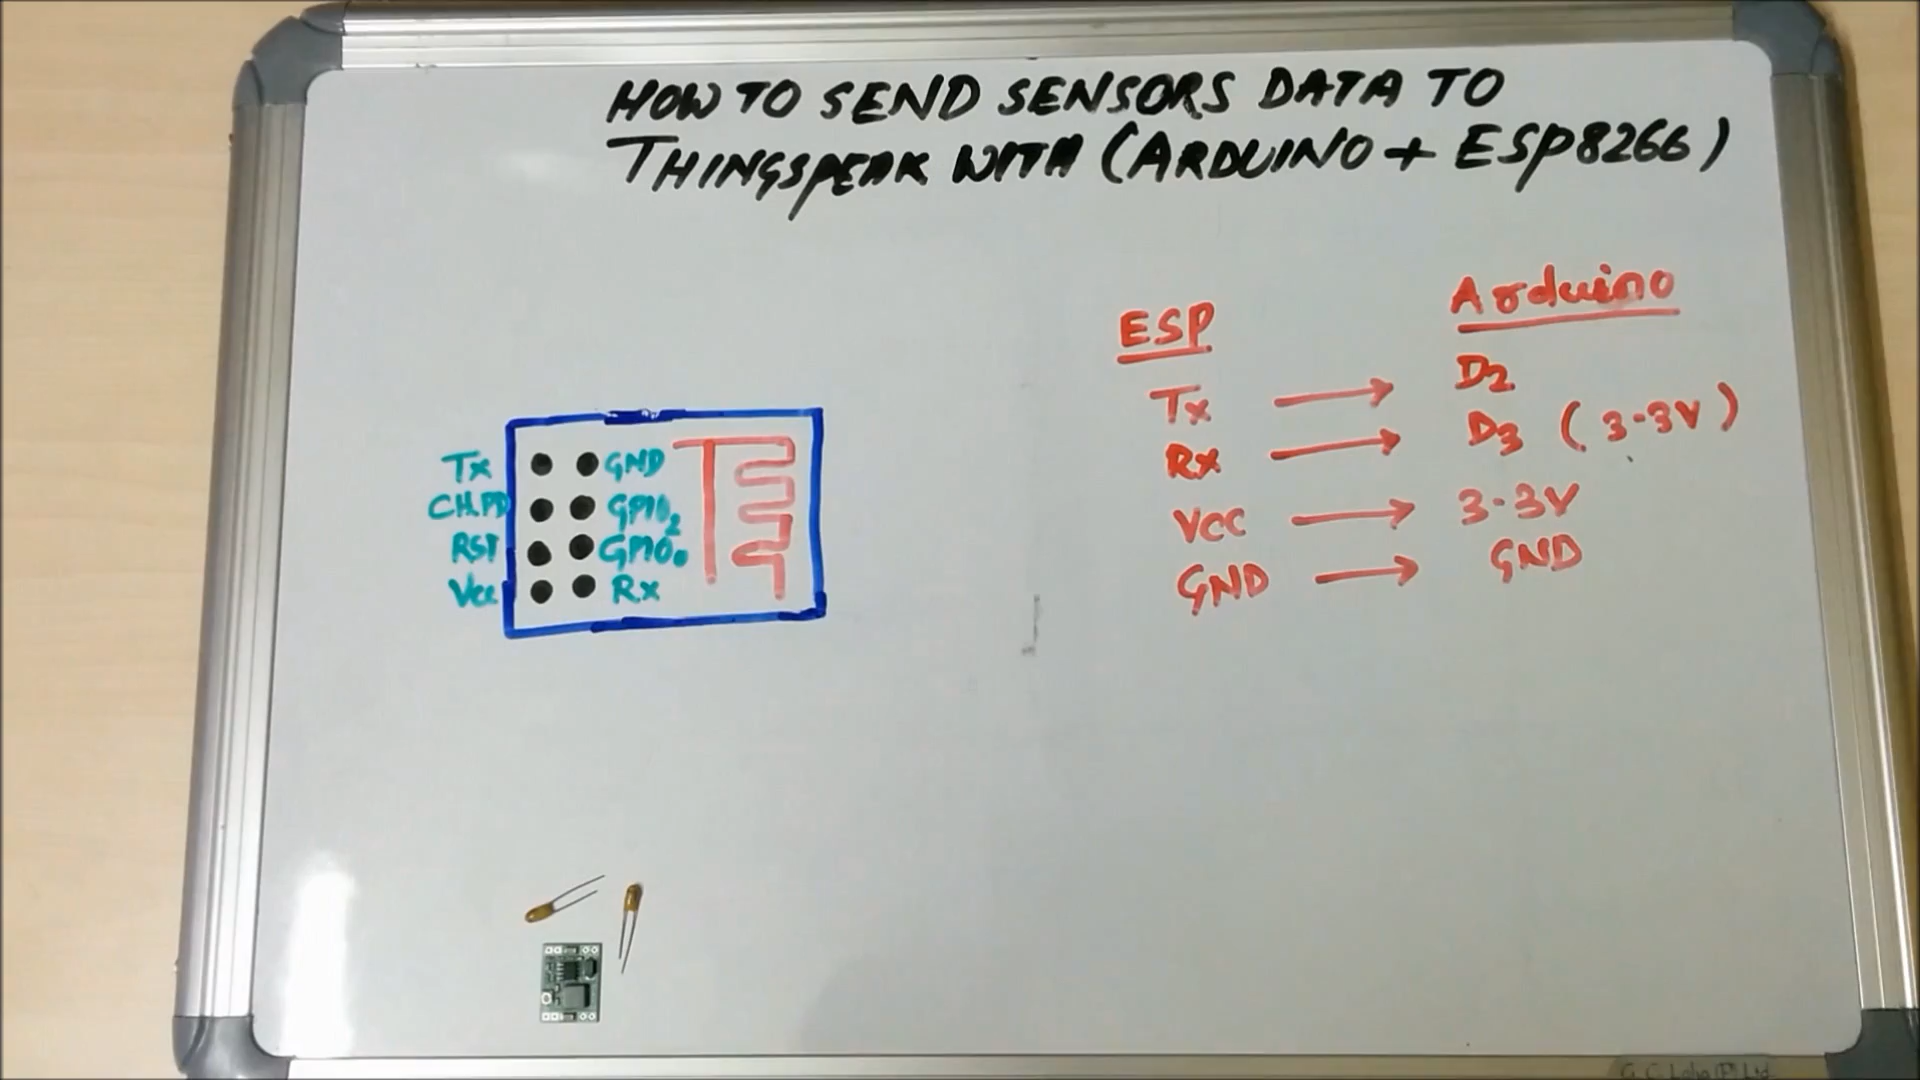 HOW TO SEND SENSORS DATA TO
THINGSPEAK WITH (ARDUINO + ESP8266)
ESP Arduino
Tx → D2
Rx → D3 (3.3V)
Vcc → 3.3V
GND → GND
Tx GND
CH.PD GPIO2
RST GPIO0
Vcc Rx